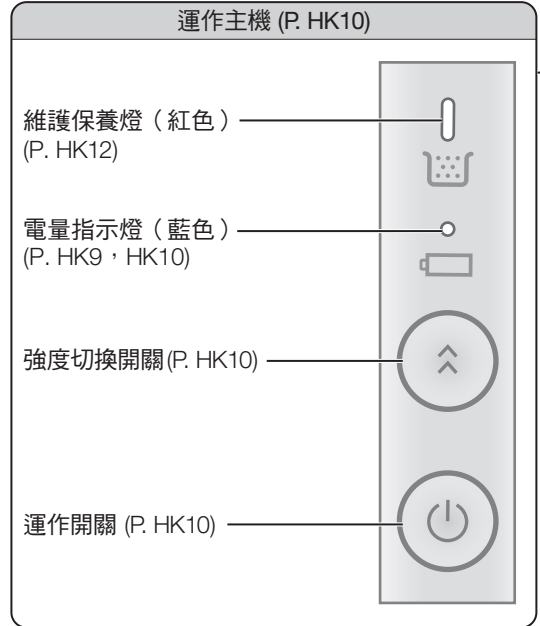 運作主機 (P. HK10)
維護保養燈（紅色）
(P. HK12)
電量指示燈（藍色）
(P. HK9，HK10)
強度切換開關(P. HK10)
運作開關 (P. HK10)